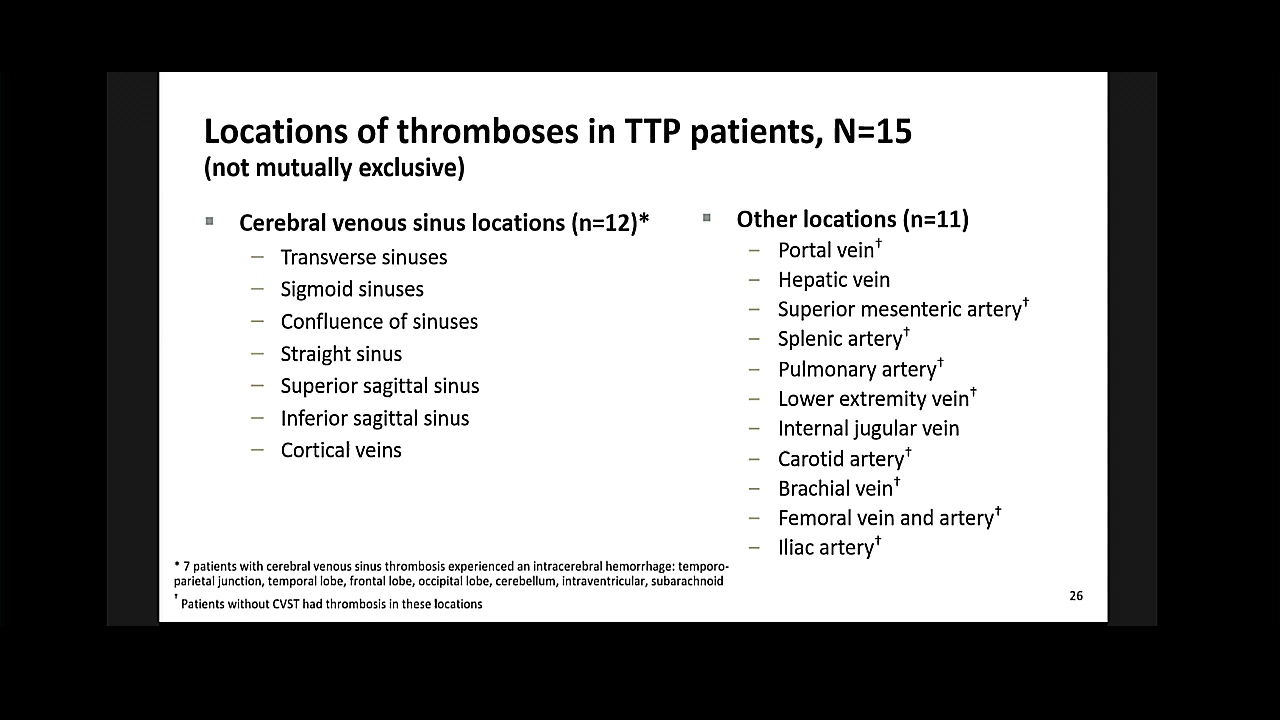 Locations of thromboses in TTP patients, N=15
(not mutually exclusive)
Cerebral venous sinus locations (n=12)*
– Transverse sinuses
– Sigmoid sinuses
– Confluence of sinuses
– Straight sinus
– Superior sagittal sinus
– Inferior sagittal sinus
– Cortical veins
Other locations (n=11)
– Portal vein†
– Hepatic vein
– Superior mesenteric artery†
– Splenic artery†
– Pulmonary artery†
– Lower extremity vein†
– Internal jugular vein
– Carotid artery†
– Brachial vein†
– Femoral vein and artery†
– Iliac artery†
* 7 patients with cerebral venous sinus thrombosis experienced an intracerebral hemorrhage: temporo-
parietal junction, temporal lobe, frontal lobe, occipital lobe, cerebellum, intraventricular, subarachnoid
† Patients without CVST had thrombosis in these locations
26